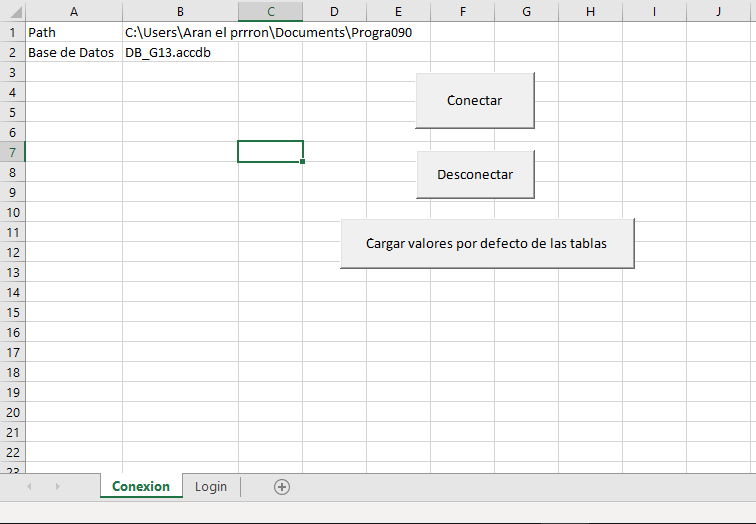 A B C D E F G H I J
1 Path C:\Users\Aran el prrron\Documents\Progra090
2 Base de Datos DB_G13.accdb
3
4 Conectar
5
6
7
8 Desconectar
9
10
11 Cargar valores por defecto de las tablas
12
13
14
15
16
17
18
19
20
21
22
23
Conexion Login